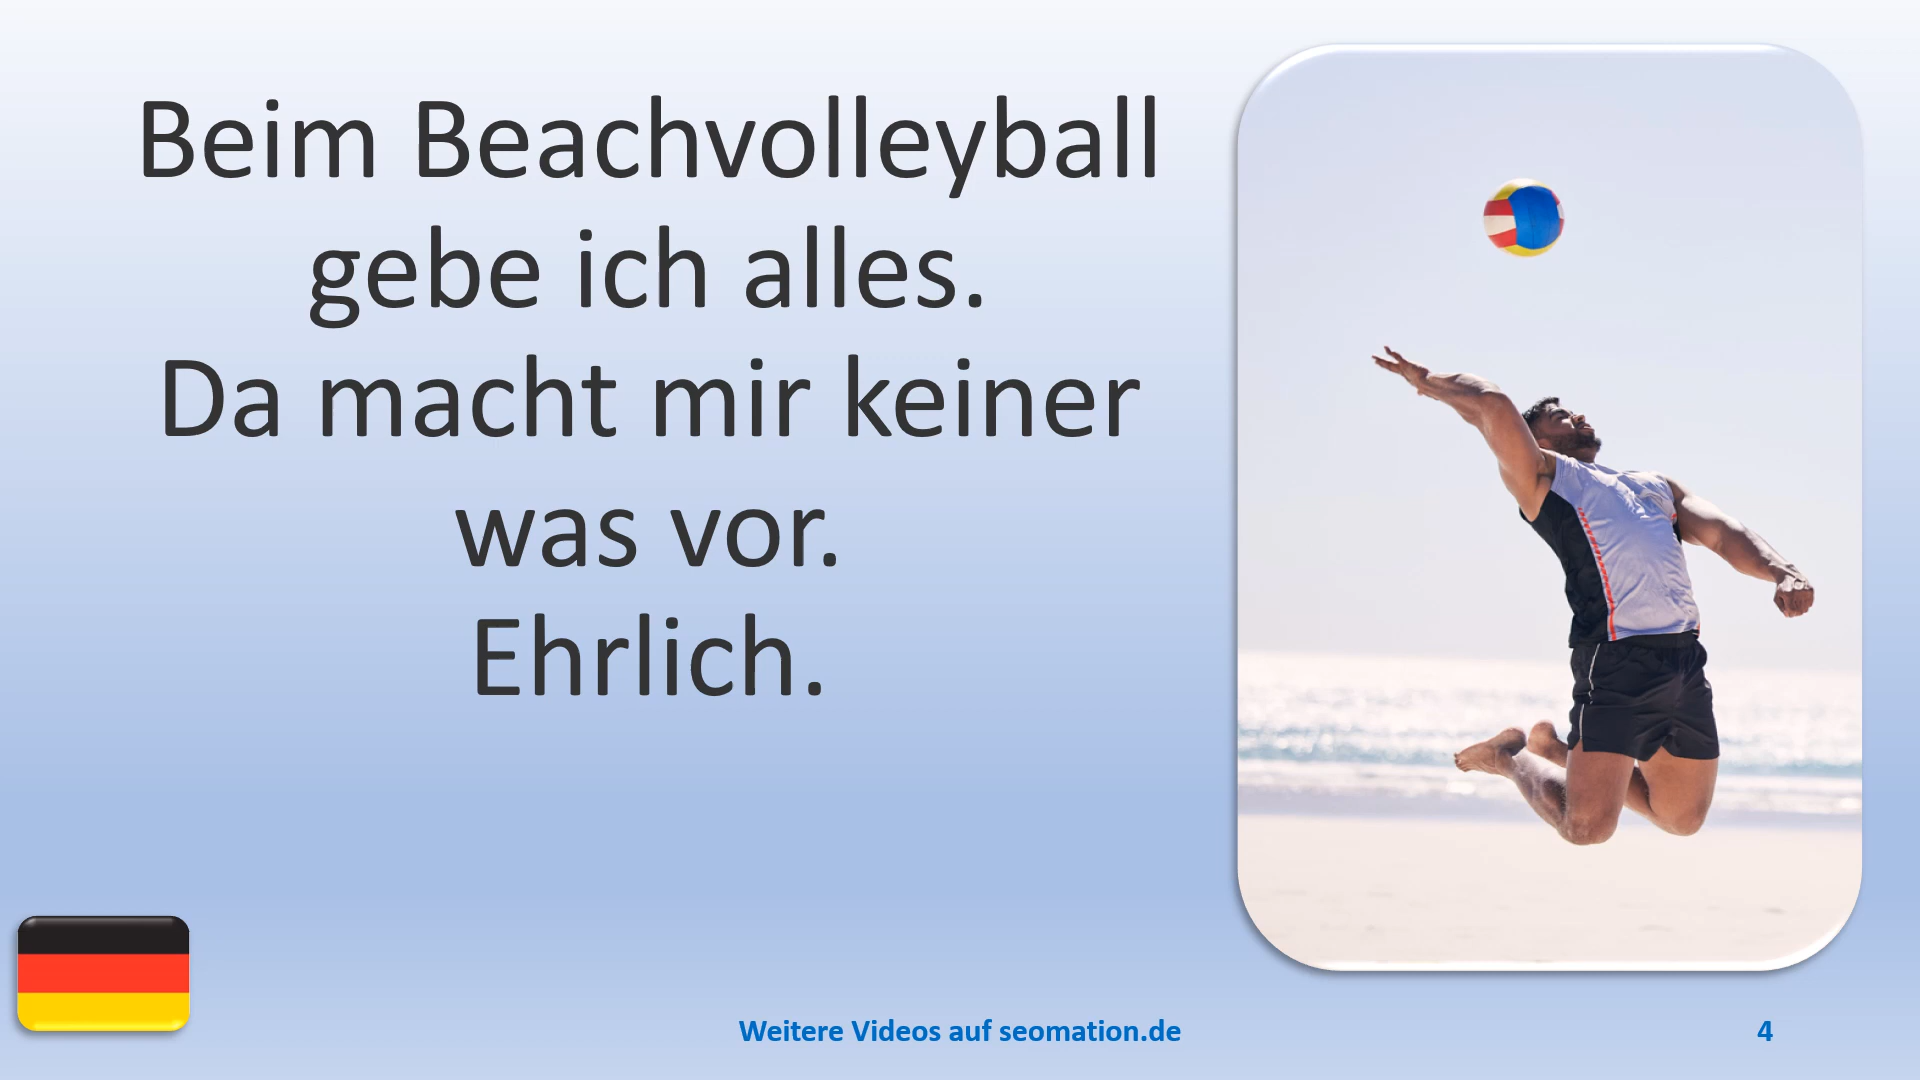 Beim Beachvolleyball
gebe ich alles.
Da macht mir keiner
was vor.
Ehrlich.
Weitere Videos auf seomation.de
4